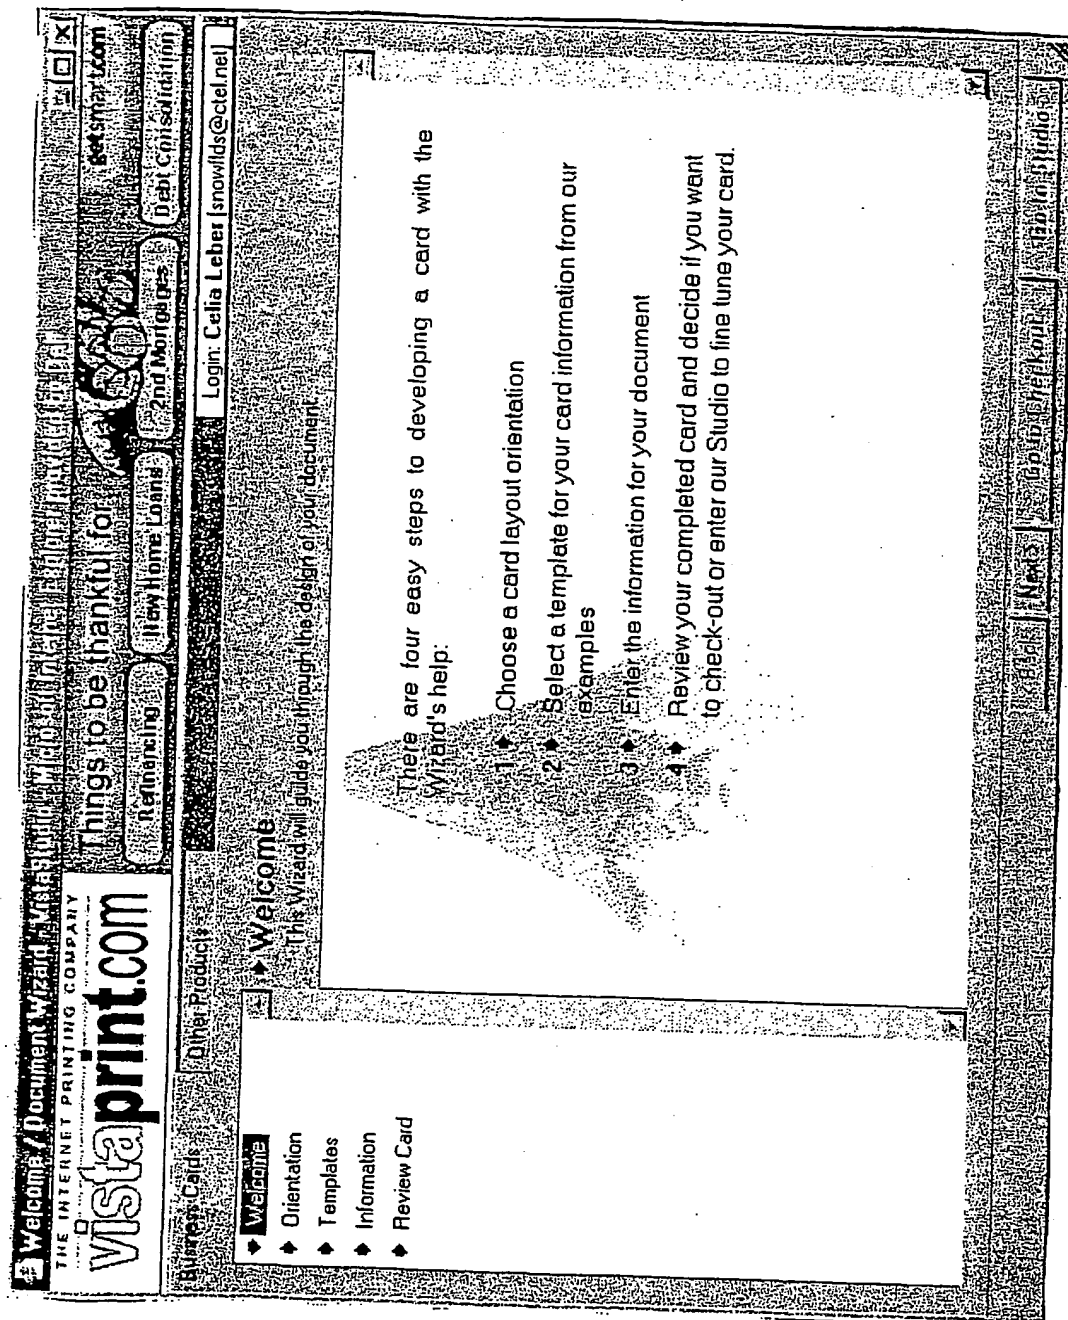 Welcome / Document Wizard / Vista
THE INTERNET PRINTING COMPANY
vistaprint.com
Things to be thankful for
getsmart.com
Refinancing
New Home Loans
2nd Mortgages
Debt Consolidation
Business Cards
Other Products
Login: Celia Leber [snowilds@ctel.net]
Welcome
Orientation
Templates
Information
Review Card
Welcome
This Wizard will guide you through the design of your document
There are four easy steps to developing a card with the
Wizard's help:
1 Choose a card layout orientation
2 Select a template for your card information from our
examples
3 Enter the information for your document
4 Review your completed card and decide if you want
to check-out or enter our Studio to fine tune your card.
Next >
Go to Checkout
Go to Studio